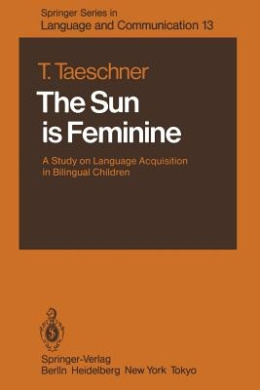 Springer Series in
Language and Communication 13
T. Taeschner
The Sun
is Feminine
A Study on Language Acquisition
in Bilingual Children
Springer-Verlag
Berlin Heidelberg New York Tokyo